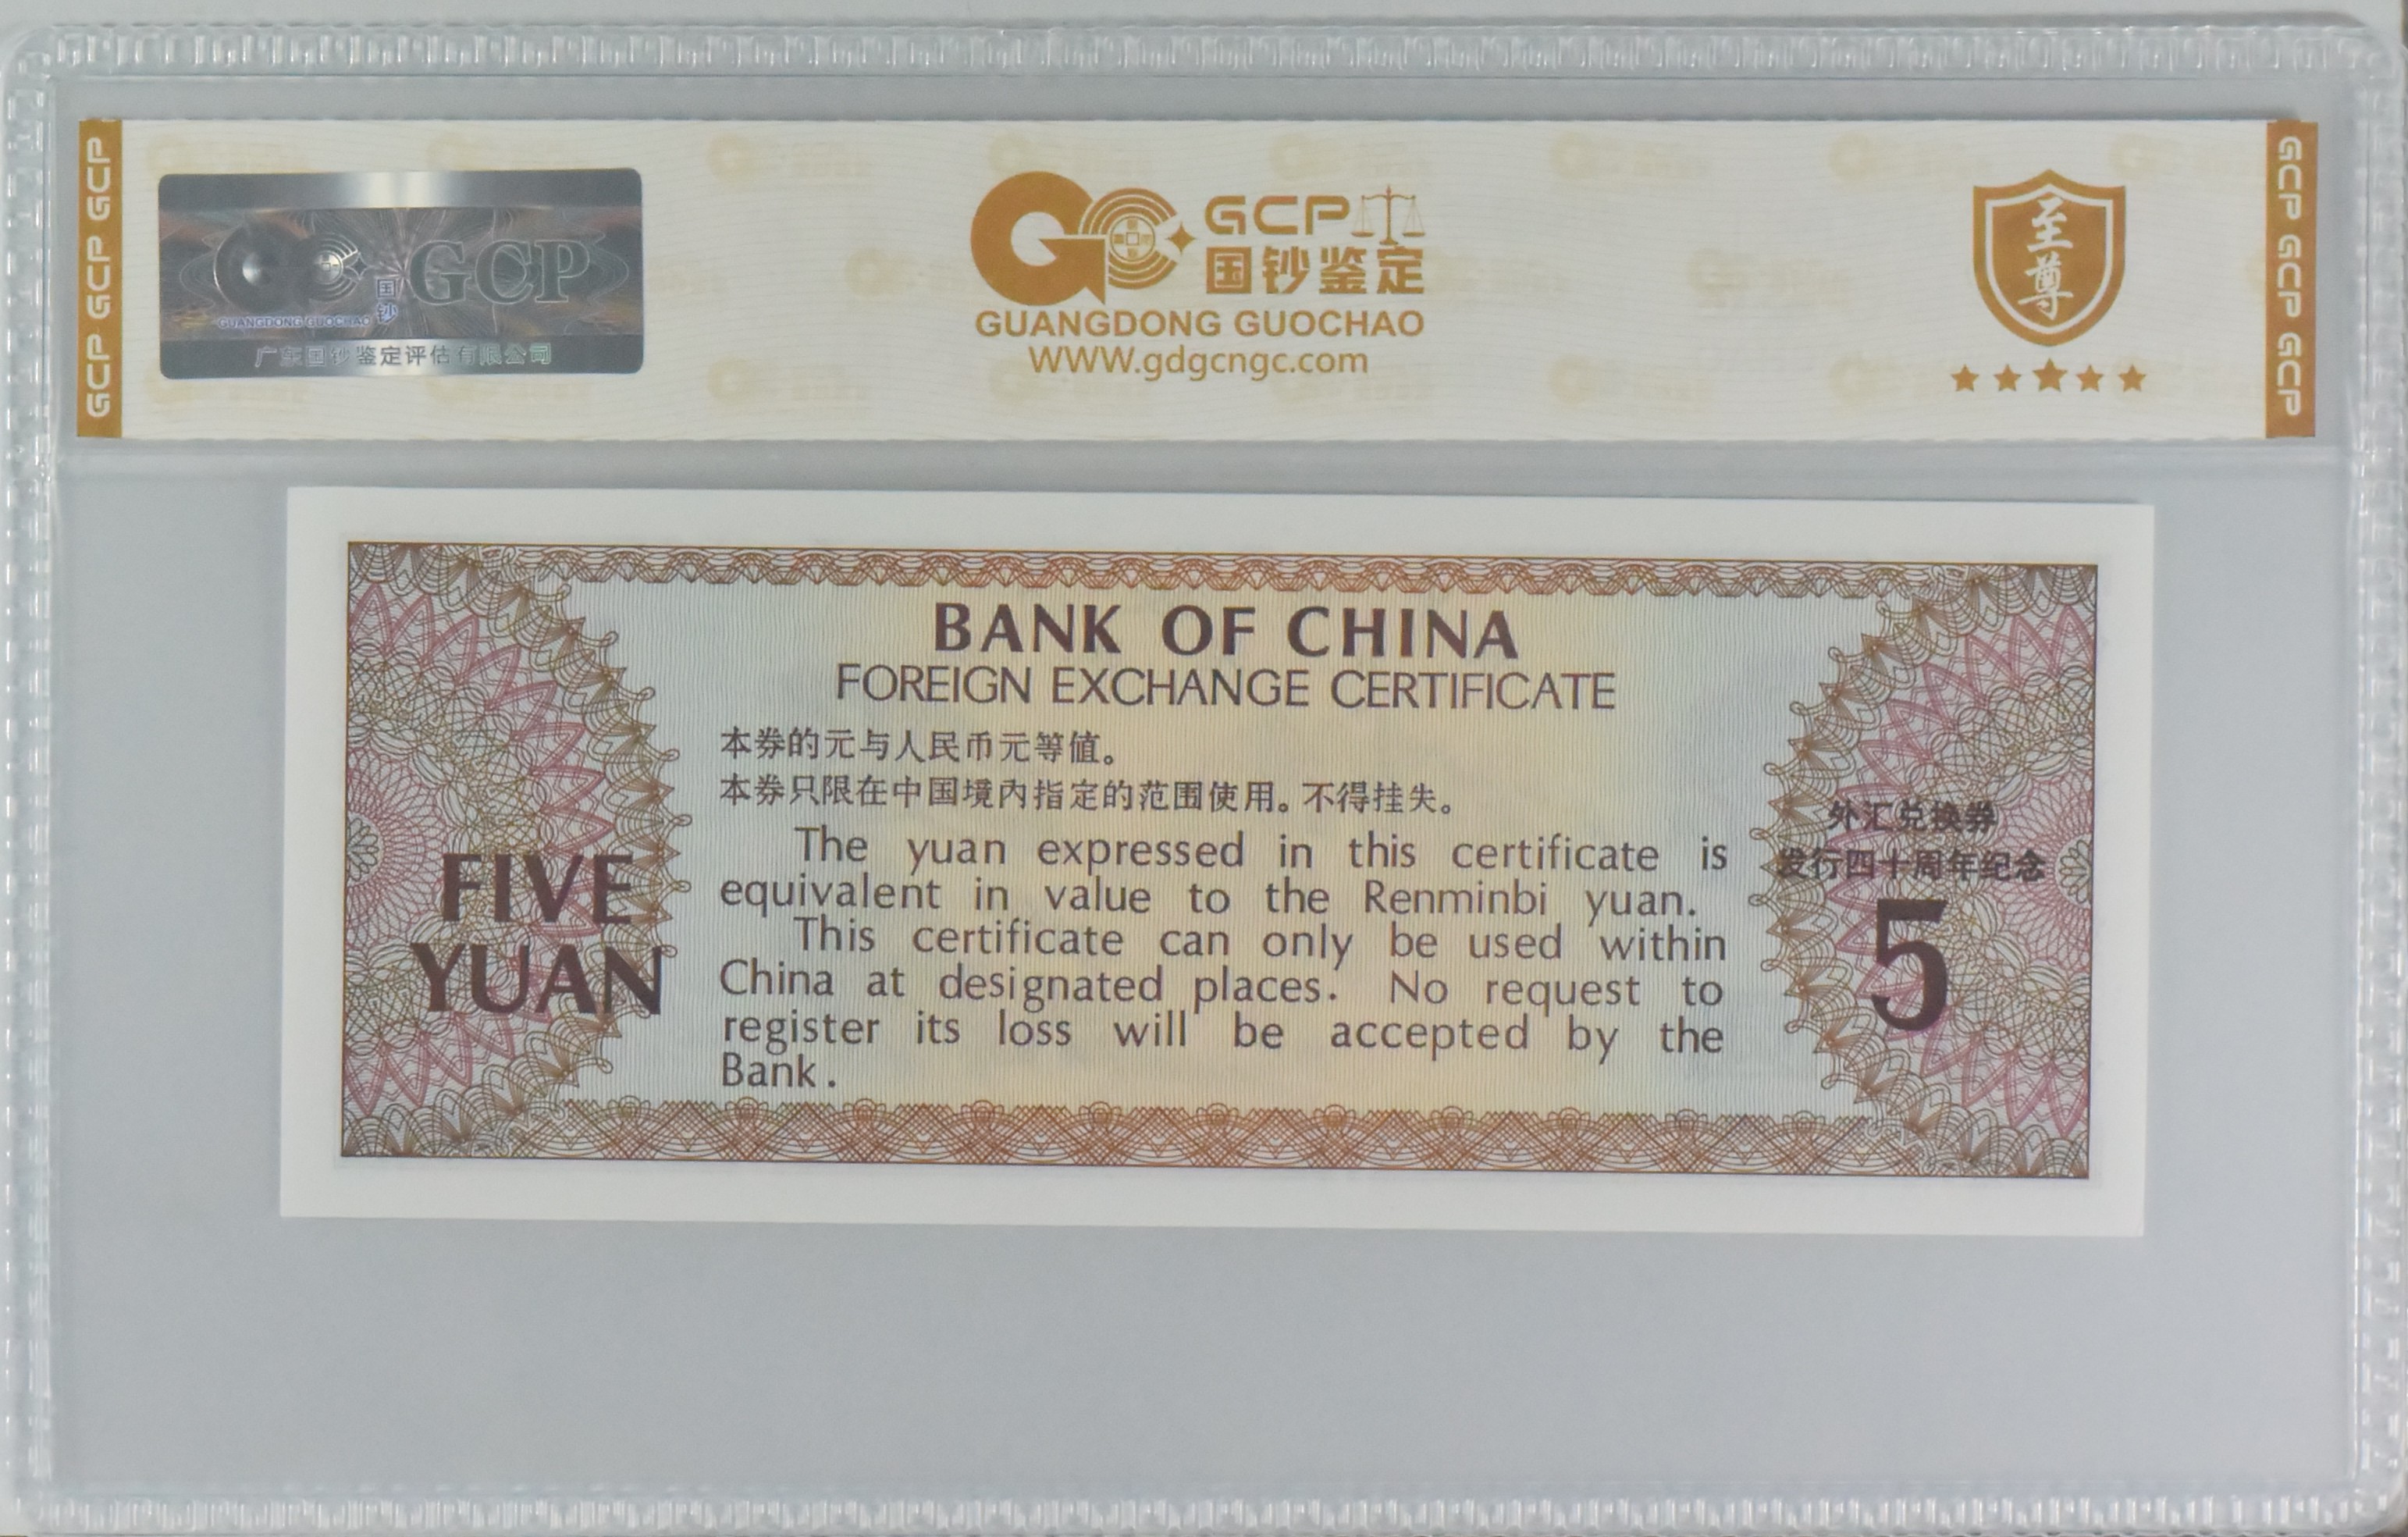 GCP GCP GCP
GCP
国
钞
GUANGDONG GUOCHAO
广东国钞鉴定评估有限公司
GCP
国钞鉴定
GUANGDONG GUOCHAO
WWW.gdgcngc.com
至
尊
GCP GCP GCP
BANK OF CHINA
FOREIGN EXCHANGE CERTIFICATE
本券的元与人民币元等值。
本券只限在中国境内指定的范围使用。不得挂失。
The yuan expressed in this certificate is
equivalent in value to the Renminbi yuan.
This certificate can only be used within
China at designated places. No request to
register its loss will be accepted by the
Bank.
FIVE
YUAN
外汇兑换券
发行四十周年纪念
5